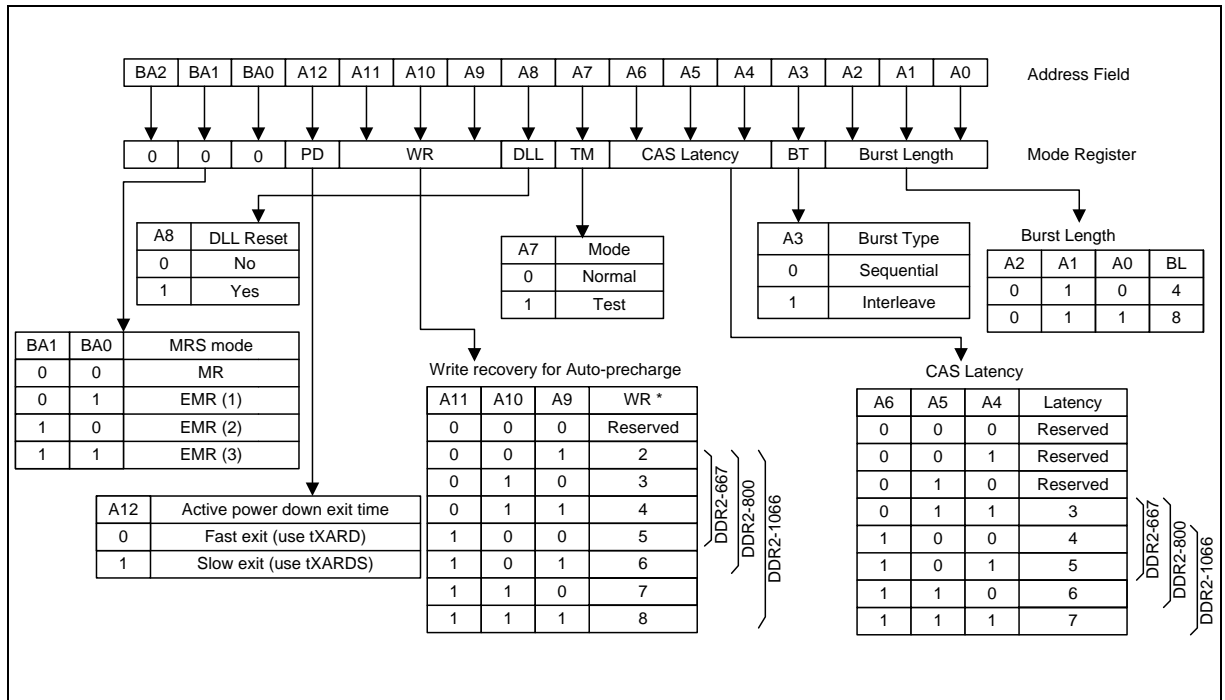 BA2 BA1 BA0 A12 A11 A10 A9 A8 A7 A6 A5 A4 A3 A2 A1 A0 Address Field
0 0 0 PD WR DLL TM CAS Latency BT Burst Length Mode Register
A8 DLL Reset
0 No
1 Yes
A7 Mode
0 Normal
1 Test
A3 Burst Type
0 Sequential
1 Interleave
Burst Length
A2 A1 A0 BL
0 1 0 4
0 1 1 8
BA1 BA0 MRS mode
0 0 MR
0 1 EMR (1)
1 0 EMR (2)
1 1 EMR (3)
A12 Active power down exit time
0 Fast exit (use tXARD)
1 Slow exit (use tXARDS)
Write recovery for Auto-precharge
A11 A10 A9 WR *
0 0 0 Reserved
0 0 1 2
0 1 0 3
0 1 1 4
1 0 0 5
1 0 1 6
1 1 0 7
1 1 1 8
DDR2-667
DDR2-800
DDR2-1066
CAS Latency
A6 A5 A4 Latency
0 0 0 Reserved
0 0 1 Reserved
0 1 0 Reserved
0 1 1 3
1 0 0 4
1 0 1 5
1 1 0 6
1 1 1 7
DDR2-667
DDR2-800
DDR2-1066